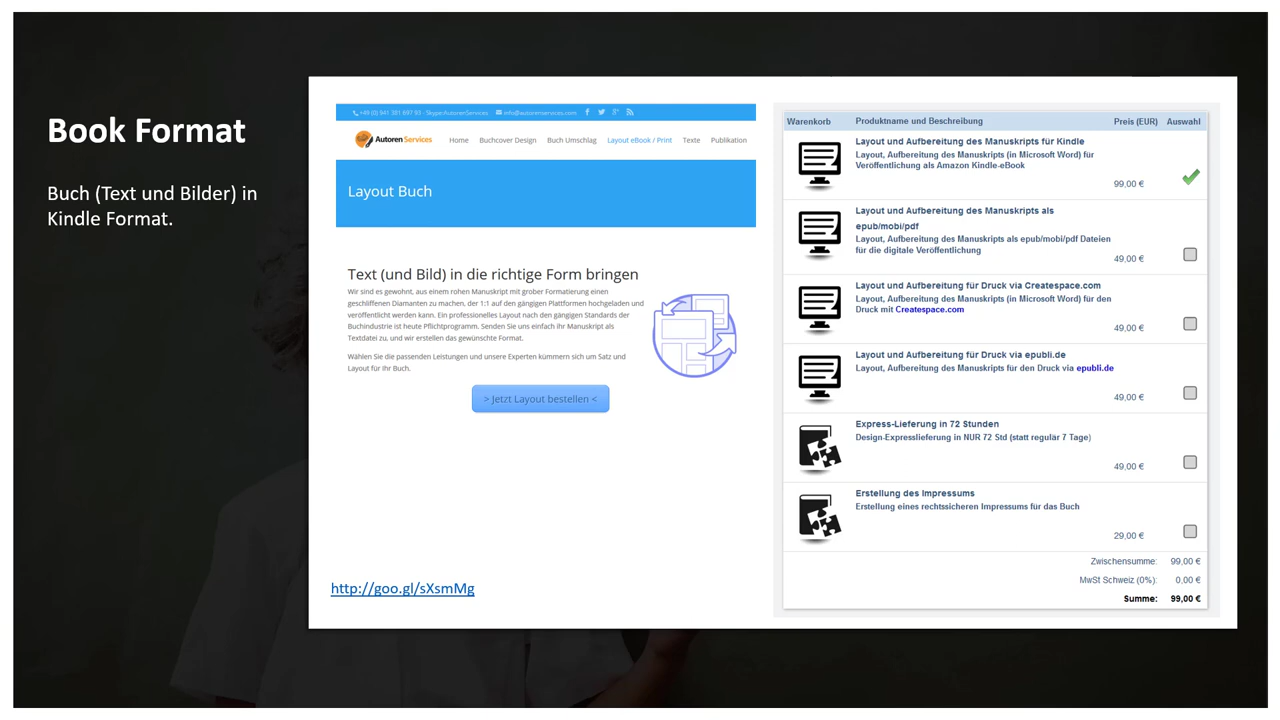 Book Format
Buch (Text und Bilder) in
Kindle Format.
+49 (0) 941 381 697 93 - Skype:AutorenServices
info@autorenservices.com
Autoren Services
Home
Buchcover Design
Buch Umschlag
Layout eBook / Print
Texte
Publikation
Layout Buch
Text (und Bild) in die richtige Form bringen
Wir sind es gewohnt, aus einem rohen Manuskript mit grober Formatierung einen
geschliffenen Diamanten zu machen, der 1:1 auf den gängigen Plattformen hochgeladen und
veröffentlicht werden kann. Ein professionelles Layout nach den gängigen Standards der
Buchindustrie ist heute Pflichtprogramm. Senden Sie uns einfach ihr Manuskript als
Textdatei zu, und wir erstellen das gewünschte Format.
Wählen Sie die passenden Leistungen und unsere Experten kümmern sich um Satz und
Layout für Ihr Buch.
> Jetzt Layout bestellen <
http://goo.gl/sXsmMg
Warenkorb Produktname und Beschreibung Preis (EUR) Auswahl
Layout und Aufbereitung des Manuskripts für Kindle
Layout, Aufbereitung des Manuskripts (in Microsoft Word) für
Veröffentlichung als Amazon Kindle-eBook
99,00 €
Layout und Aufbereitung des Manuskripts als
epub/mobi/pdf
Layout, Aufbereitung des Manuskripts als epub/mobi/pdf Dateien
für die digitale Veröffentlichung
49,00 €
Layout und Aufbereitung für Druck via Createspace.com
Layout, Aufbereitung des Manuskripts (in Microsoft Word) für den
Druck mit Createspace.com
49,00 €
Layout und Aufbereitung für Druck via epubli.de
Layout, Aufbereitung des Manuskripts für den Druck via epubli.de
49,00 €
Express-Lieferung in 72 Stunden
Design-Expresslieferung in NUR 72 Std (statt regulär 7 Tage)
49,00 €
Erstellung des Impressums
Erstellung eines rechtssicheren Impressums für das Buch
29,00 €
Zwischensumme: 99,00 €
MwSt Schweiz (0%): 0,00 €
Summe: 99,00 €